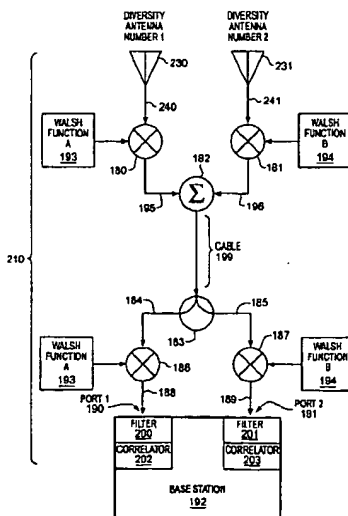 DIVERSITY
ANTENNA
NUMBER 1
DIVERSITY
ANTENNA
NUMBER 2
230
231
240
241
WALSH
FUNCTION
A
193
180
181
WALSH
FUNCTION
B
194
182
Σ
195
196
210
CABLE
199
184
185
183
WALSH
FUNCTION
A
193
186
187
WALSH
FUNCTION
B
194
188
189
PORT 1
190
PORT 2
191
FILTER
200
FILTER
201
CORRELATOR
202
CORRELATOR
203
BASE STATION
192